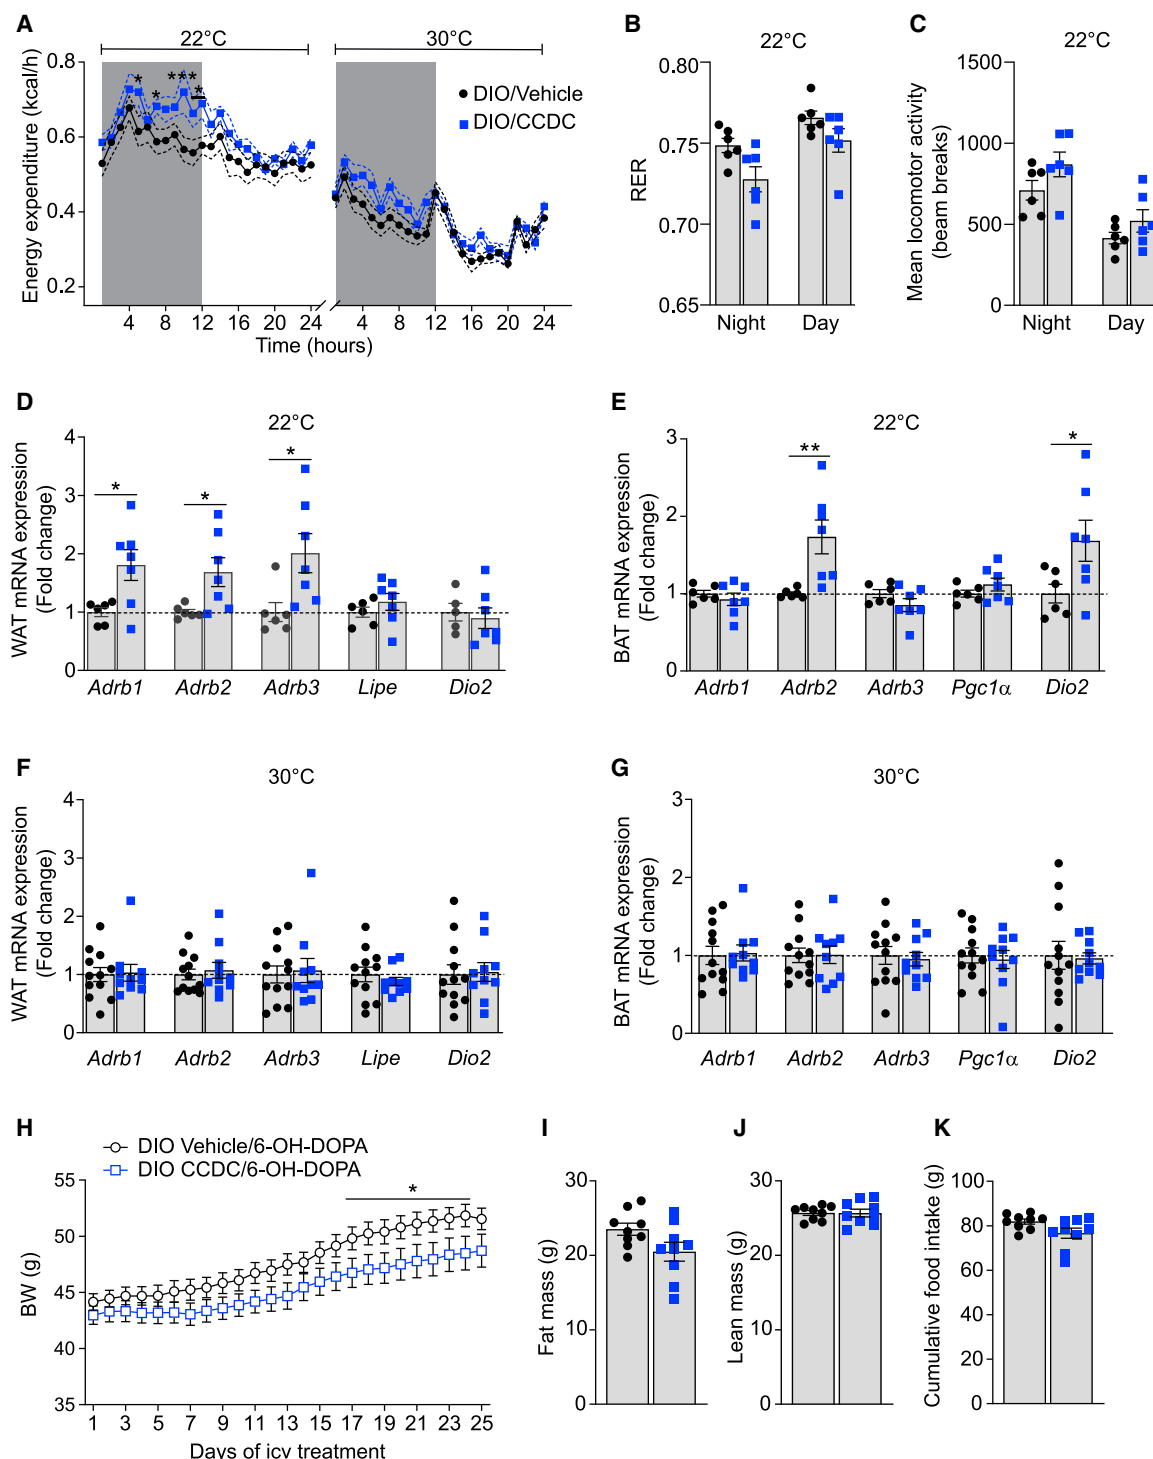 A
22°C
30°C
Energy expenditure (kcal/h)
0.8
0.6
0.4
0.2
* * *** *
DIO/Vehicle
DIO/CCDC
4 8 12 16 20 24 4 8 12 16 20 24
Time (hours)
B
22°C
RER
0.80
0.75
0.70
0.65
Night Day
C
22°C
Mean locomotor activity
(beam breaks)
1500
1000
500
0
Night Day
D
22°C
WAT mRNA expression
(Fold change)
4
3
2
1
0
* * *
Adrb1 Adrb2 Adrb3 Lipe Dio2
E
22°C
BAT mRNA expression
(Fold change)
3
2
1
0
** *
Adrb1 Adrb2 Adrb3 Pgc1α Dio2
F
30°C
WAT mRNA expression
(Fold change)
4
3
2
1
0
Adrb1 Adrb2 Adrb3 Lipe Dio2
G
30°C
BAT mRNA expression
(Fold change)
3
2
1
0
Adrb1 Adrb2 Adrb3 Pgc1α Dio2
H
DIO Vehicle/6-OH-DOPA
DIO CCDC/6-OH-DOPA
BW (g)
55
50
45
40
35
*
1 3 5 7 9 11 13 15 17 19 21 23 25
Days of icv treatment
I
Fat mass (g)
30
20
10
0
J
Lean mass (g)
30
20
10
0
K
Cumulative food intake (g)
100
80
60
40
20
0